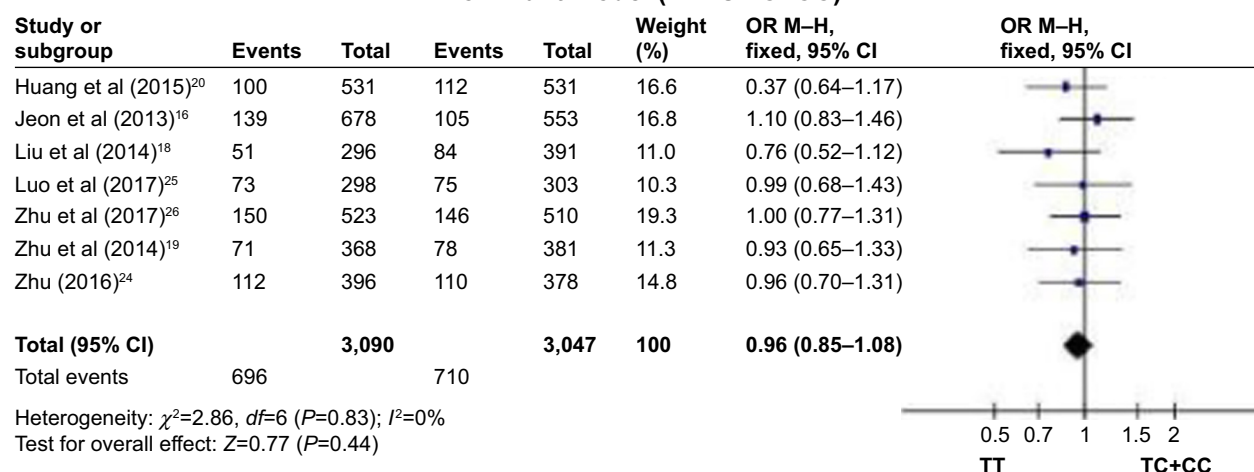 Study or subgroup Events Total Events Total Weight (%) OR M–H, fixed, 95% CI OR M–H, fixed, 95% CI
Huang et al (2015)20 100 531 112 531 16.6 0.37 (0.64–1.17)
Jeon et al (2013)16 139 678 105 553 16.8 1.10 (0.83–1.46)
Liu et al (2014)18 51 296 84 391 11.0 0.76 (0.52–1.12)
Luo et al (2017)25 73 298 75 303 10.3 0.99 (0.68–1.43)
Zhu et al (2017)26 150 523 146 510 19.3 1.00 (0.77–1.31)
Zhu et al (2014)19 71 368 78 381 11.3 0.93 (0.65–1.33)
Zhu (2016)24 112 396 110 378 14.8 0.96 (0.70–1.31)
Total (95% CI) 3,090 3,047 100 0.96 (0.85–1.08)
Total events 696 710
Heterogeneity: χ2=2.86, df=6 (P=0.83); I2=0%
Test for overall effect: Z=0.77 (P=0.44)
0.5 0.7 1 1.5 2
TT TC+CC